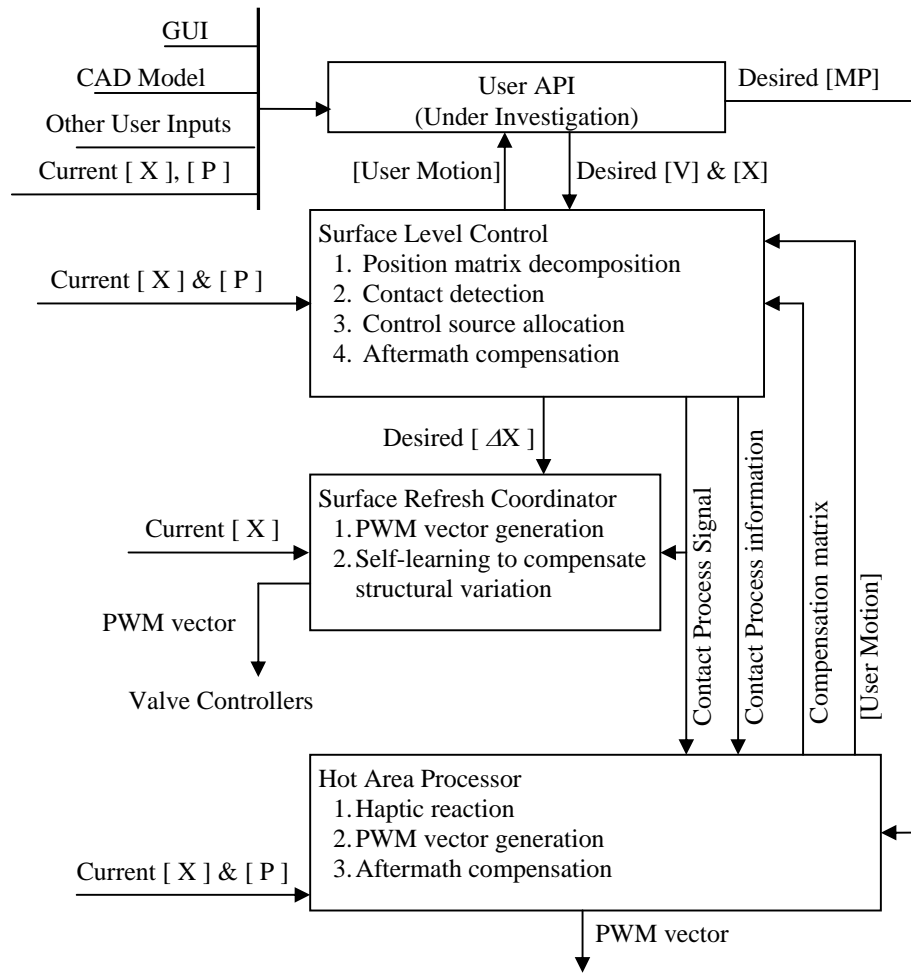 GUI
CAD Model
Other User Inputs
Current [ X ], [ P ]
User API
(Under Investigation)
Desired [MP]
[User Motion]
Desired [V] & [X]
Surface Level Control
1. Position matrix decomposition
2. Contact detection
3. Control source allocation
4. Aftermath compensation
Current [ X ] & [ P ]
Desired [ ΔX ]
Surface Refresh Coordinator
1. PWM vector generation
2. Self-learning to compensate
structural variation
Current [ X ]
PWM vector
Valve Controllers
Contact Process Signal
Contact Process information
Compensation matrix
[User Motion]
Hot Area Processor
1. Haptic reaction
2. PWM vector generation
3. Aftermath compensation
Current [ X ] & [ P ]
PWM vector